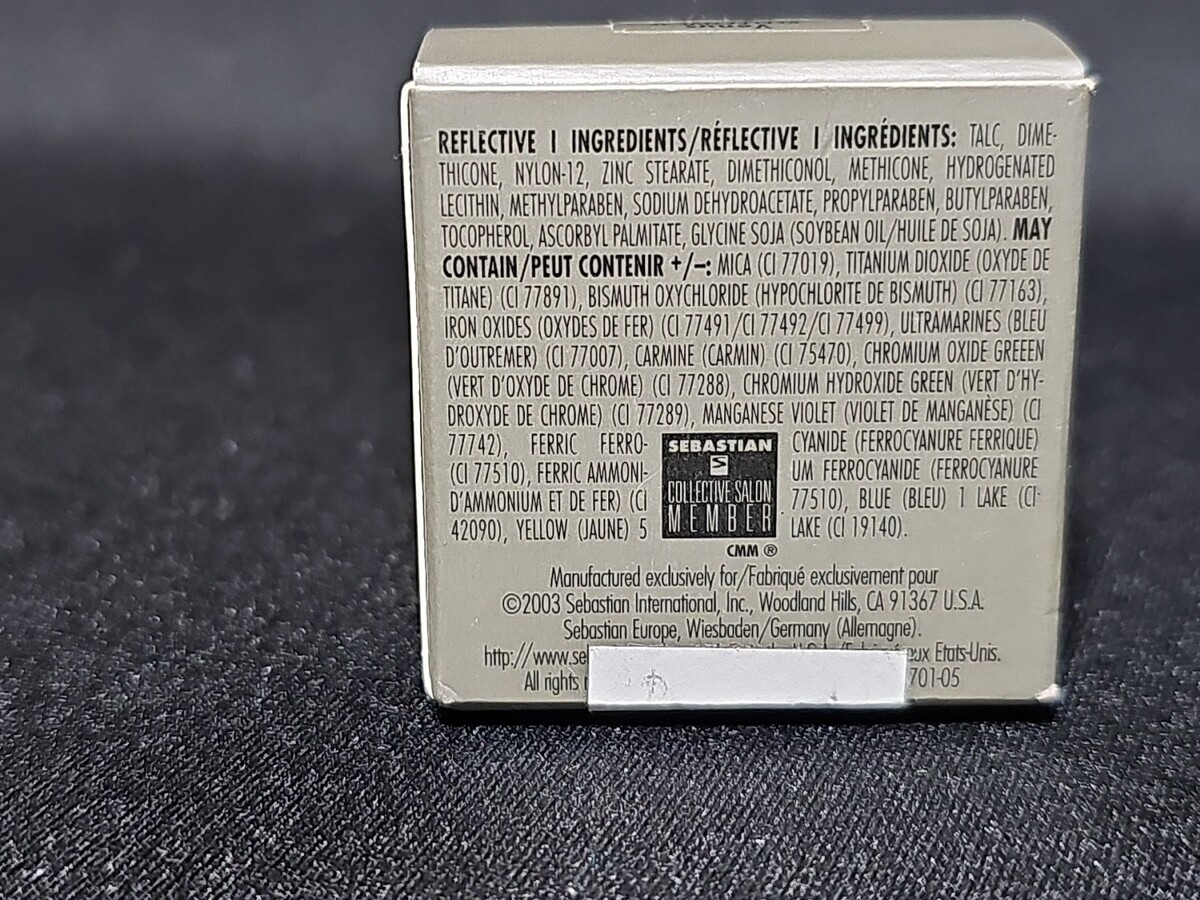 REFLECTIVE I INGREDIENTS/RÉFLECTIVE I INGRÉDIENTS: TALC, DIME-
THICONE, NYLON-12, ZINC STEARATE, DIMETHICONOL, METHICONE, HYDROGENATED
LECITHIN, METHYLPARABEN, SODIUM DEHYDROACETATE, PROPYLPARABEN, BUTYLPARABEN,
TOCOPHEROL, ASCORBYL PALMITATE, GLYCINE SOJA (SOYBEAN OIL/HUILE DE SOJA). MAY
CONTAIN/PEUT CONTENIR +/–: MICA (CI 77019), TITANIUM DIOXIDE (OXYDE DE
TITANE) (CI 77891), BISMUTH OXYCHLORIDE (HYPOCHLORITE DE BISMUTH) (CI 77163),
IRON OXIDES (OXYDES DE FER) (CI 77491/CI 77492/CI 77499), ULTRAMARINES (BLEU
D'OUTREMER) (CI 77007), CARMINE (CARMIN) (CI 75470), CHROMIUM OXIDE GREEEN
(VERT D'OXYDE DE CHROME) (CI 77288), CHROMIUM HYDROXIDE GREEN (VERT D'HY-
DROXYDE DE CHROME) (CI 77289), MANGANESE VIOLET (VIOLET DE MANGANÈSE) (CI
77742), FERRIC FERRO- CYANIDE (FERROCYANURE FERRIQUE)
(CI 77510), FERRIC AMMONI- UM FERROCYANIDE (FERROCYANURE
D'AMMONIUM ET DE FER) (CI 77510), BLUE (BLEU) 1 LAKE (CI-
42090), YELLOW (JAUNE) 5 LAKE (CI 19140).
SEBASTIAN
S
COLLECTIVE SALON
MEMBER
CMM ®
Manufactured exclusively for/Fabriqué exclusivement pour
©2003 Sebastian International, Inc., Woodland Hills, CA 91367 U.S.A.
Sebastian Europe, Wiesbaden/Germany (Allemagne).
http://www.se Etats-Unis.
All rights 701-05